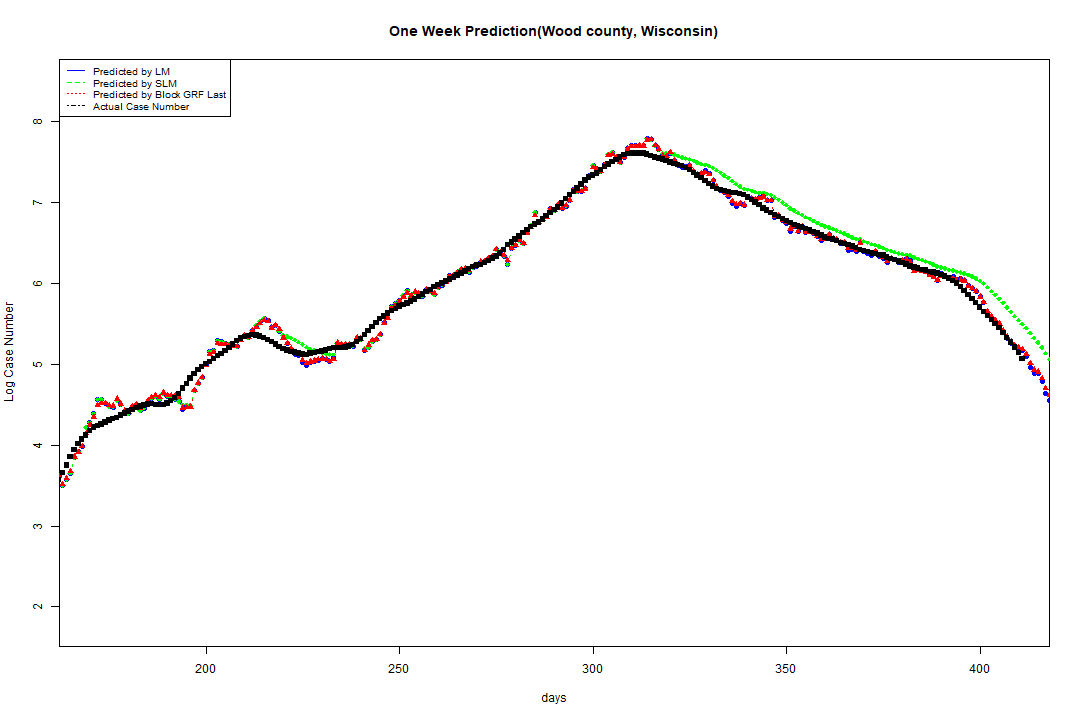 One Week Prediction(Wood county, Wisconsin)
Predicted by LM
Predicted by SLM
Predicted by Block GRF Last
Actual Case Number
Log Case Number
8
7
6
5
4
3
2
200 250 300 350 400
days